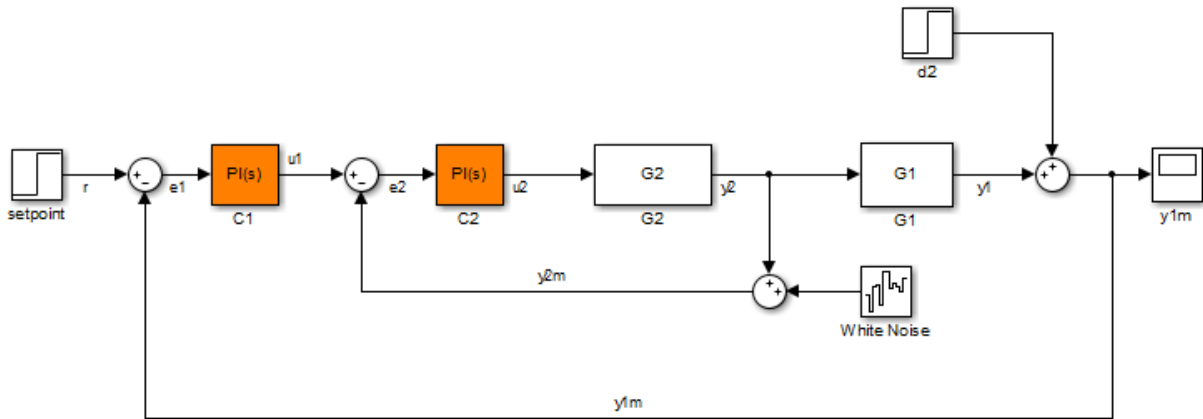 d2
r
e1
PI(s)
u1
e2
PI(s)
u2
G2
y2
G1
y1
setpoint
C1
C2
G2
G1
y1m
y2m
White Noise
y1m